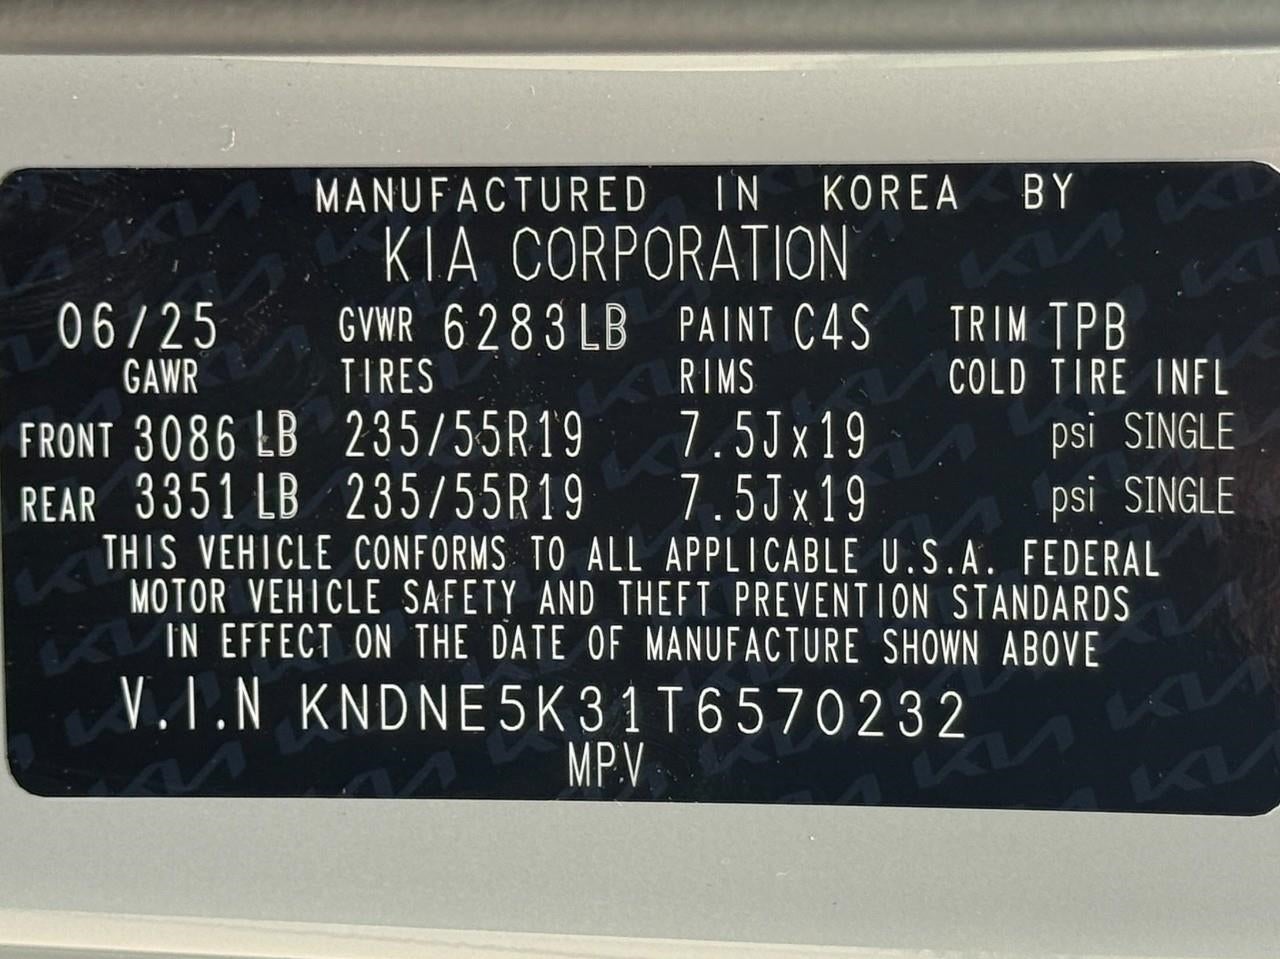 MANUFACTURED IN KOREA BY
KIA CORPORATION
06/25 GVWR 6283LB PAINT C4S TRIM TPB
GAWR TIRES RIMS COLD TIRE INFL
FRONT 3086 LB 235/55R19 7.5Jx19 psi SINGLE
REAR 3351 LB 235/55R19 7.5Jx19 psi SINGLE
THIS VEHICLE CONFORMS TO ALL APPLICABLE U.S.A. FEDERAL
MOTOR VEHICLE SAFETY AND THEFT PREVENTION STANDARDS
IN EFFECT ON THE DATE OF MANUFACTURE SHOWN ABOVE
V.I.N KNDNE5K31T6570232
MPV